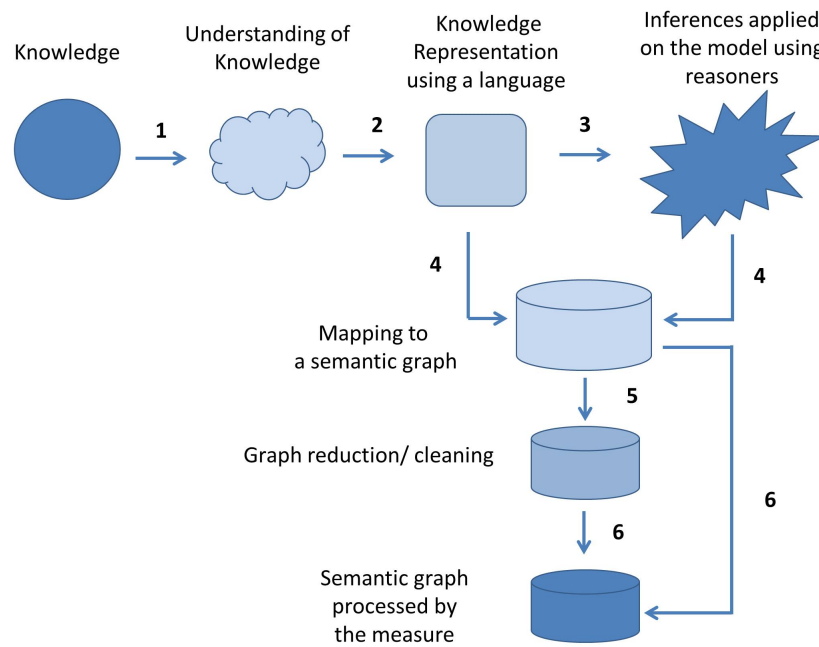 Knowledge
Understanding of
Knowledge
Knowledge
Representation
using a language
Inferences applied
on the model using
reasoners
1
2
3
4
4
Mapping to
a semantic graph
5
Graph reduction/ cleaning
6
6
Semantic graph
processed by
the measure